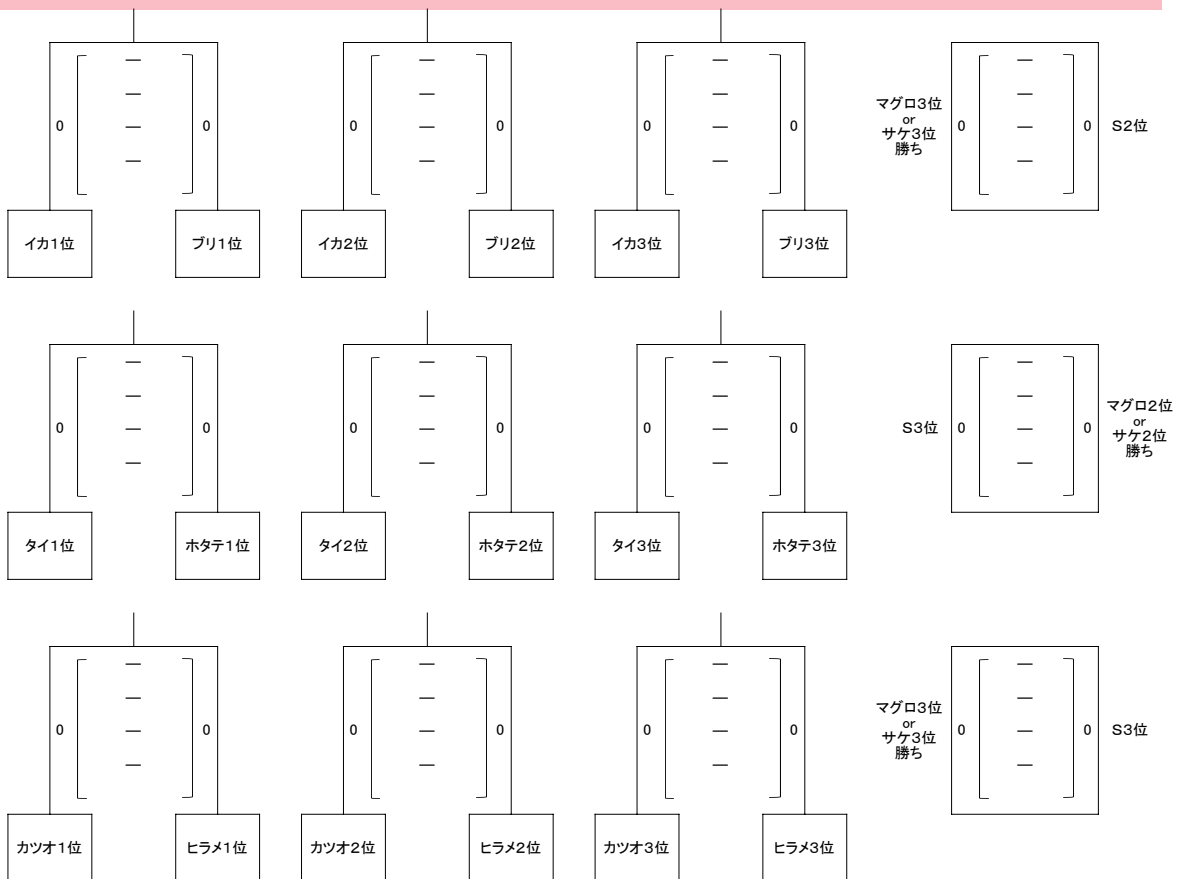 — — —
— — —
— — —
— — —
0 0 0 0 0 0
イカ1位 ブリ1位 イカ2位 ブリ2位 イカ3位 ブリ3位
マグロ3位
or
サケ3位
勝ち
—
—
0 — 0 S2位
—
— — —
— — —
— — —
— — —
0 0 0 0 0 0
タイ1位 ホタテ1位 タイ2位 ホタテ2位 タイ3位 ホタテ3位
—
—
S3位 0 — 0
—
マグロ2位
or
サケ2位
勝ち
— — —
— — —
— — —
— — —
0 0 0 0 0 0
カツオ1位 ヒラメ1位 カツオ2位 ヒラメ2位 カツオ3位 ヒラメ3位
マグロ3位
or
サケ3位
勝ち
—
—
0 — 0 S3位
—